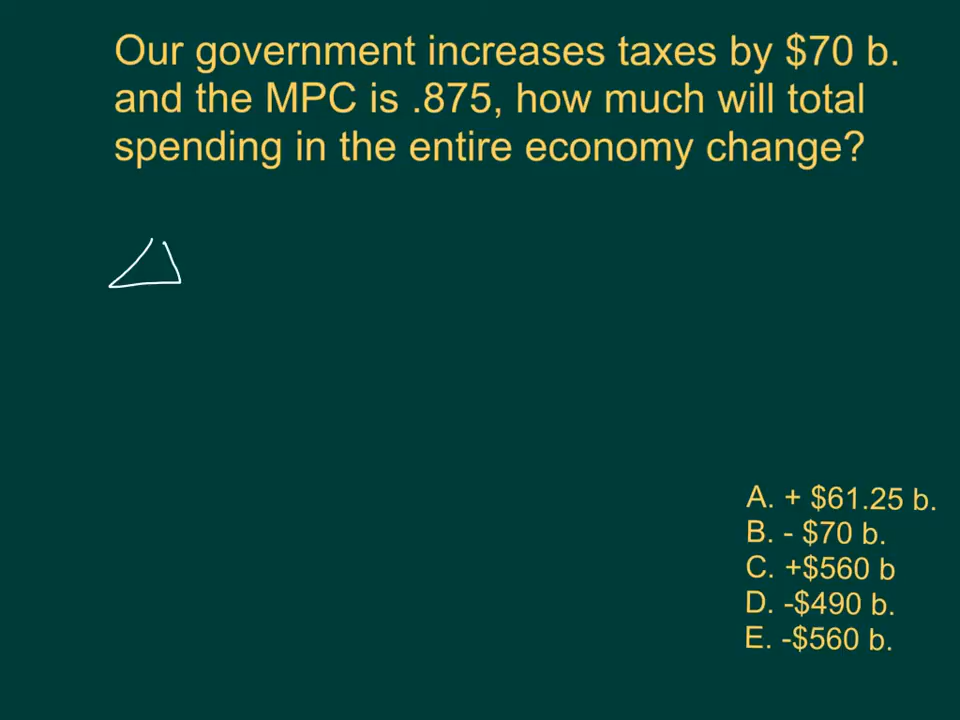 Our government increases taxes by $70 b.
and the MPC is .875, how much will total
spending in the entire economy change?
A. + $61.25 b.
B. - $70 b.
C. +$560 b
D. -$490 b.
E. -$560 b.